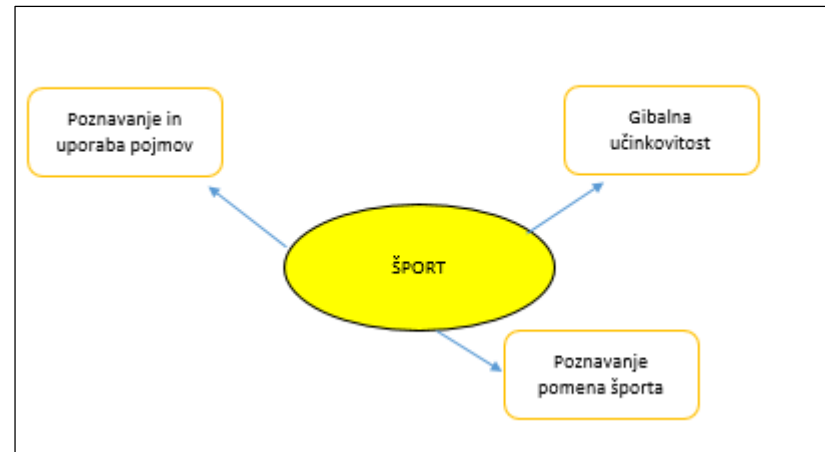 Poznavanje in
uporaba pojmov
Gibalna
učinkovitost
ŠPORT
Poznavanje
pomena športa